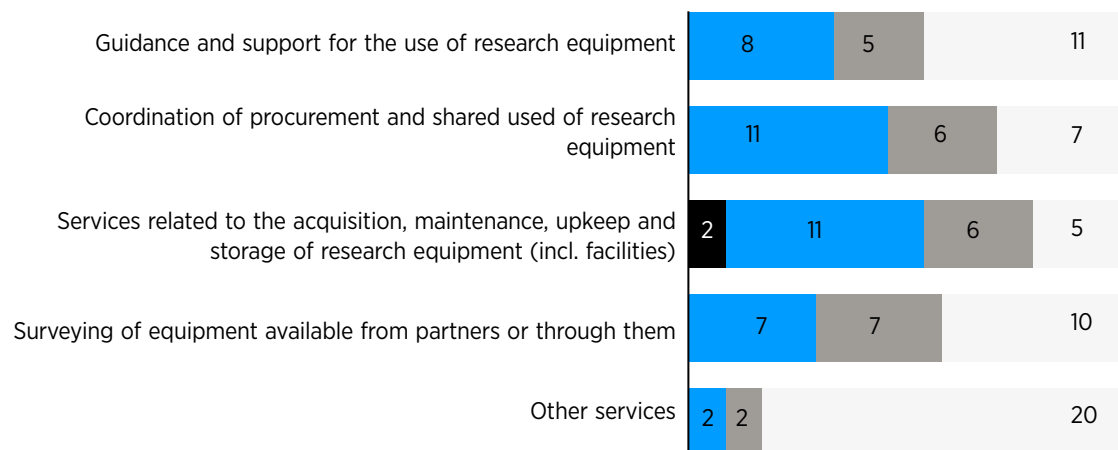 Guidance and support for the use of research equipment
8 5 11
Coordination of procurement and shared used of research
equipment
11 6 7
Services related to the acquisition, maintenance, upkeep and
storage of research equipment (incl. facilities)
2 11 6 5
Surveying of equipment available from partners or through them
7 7 10
Other services
2 2 20